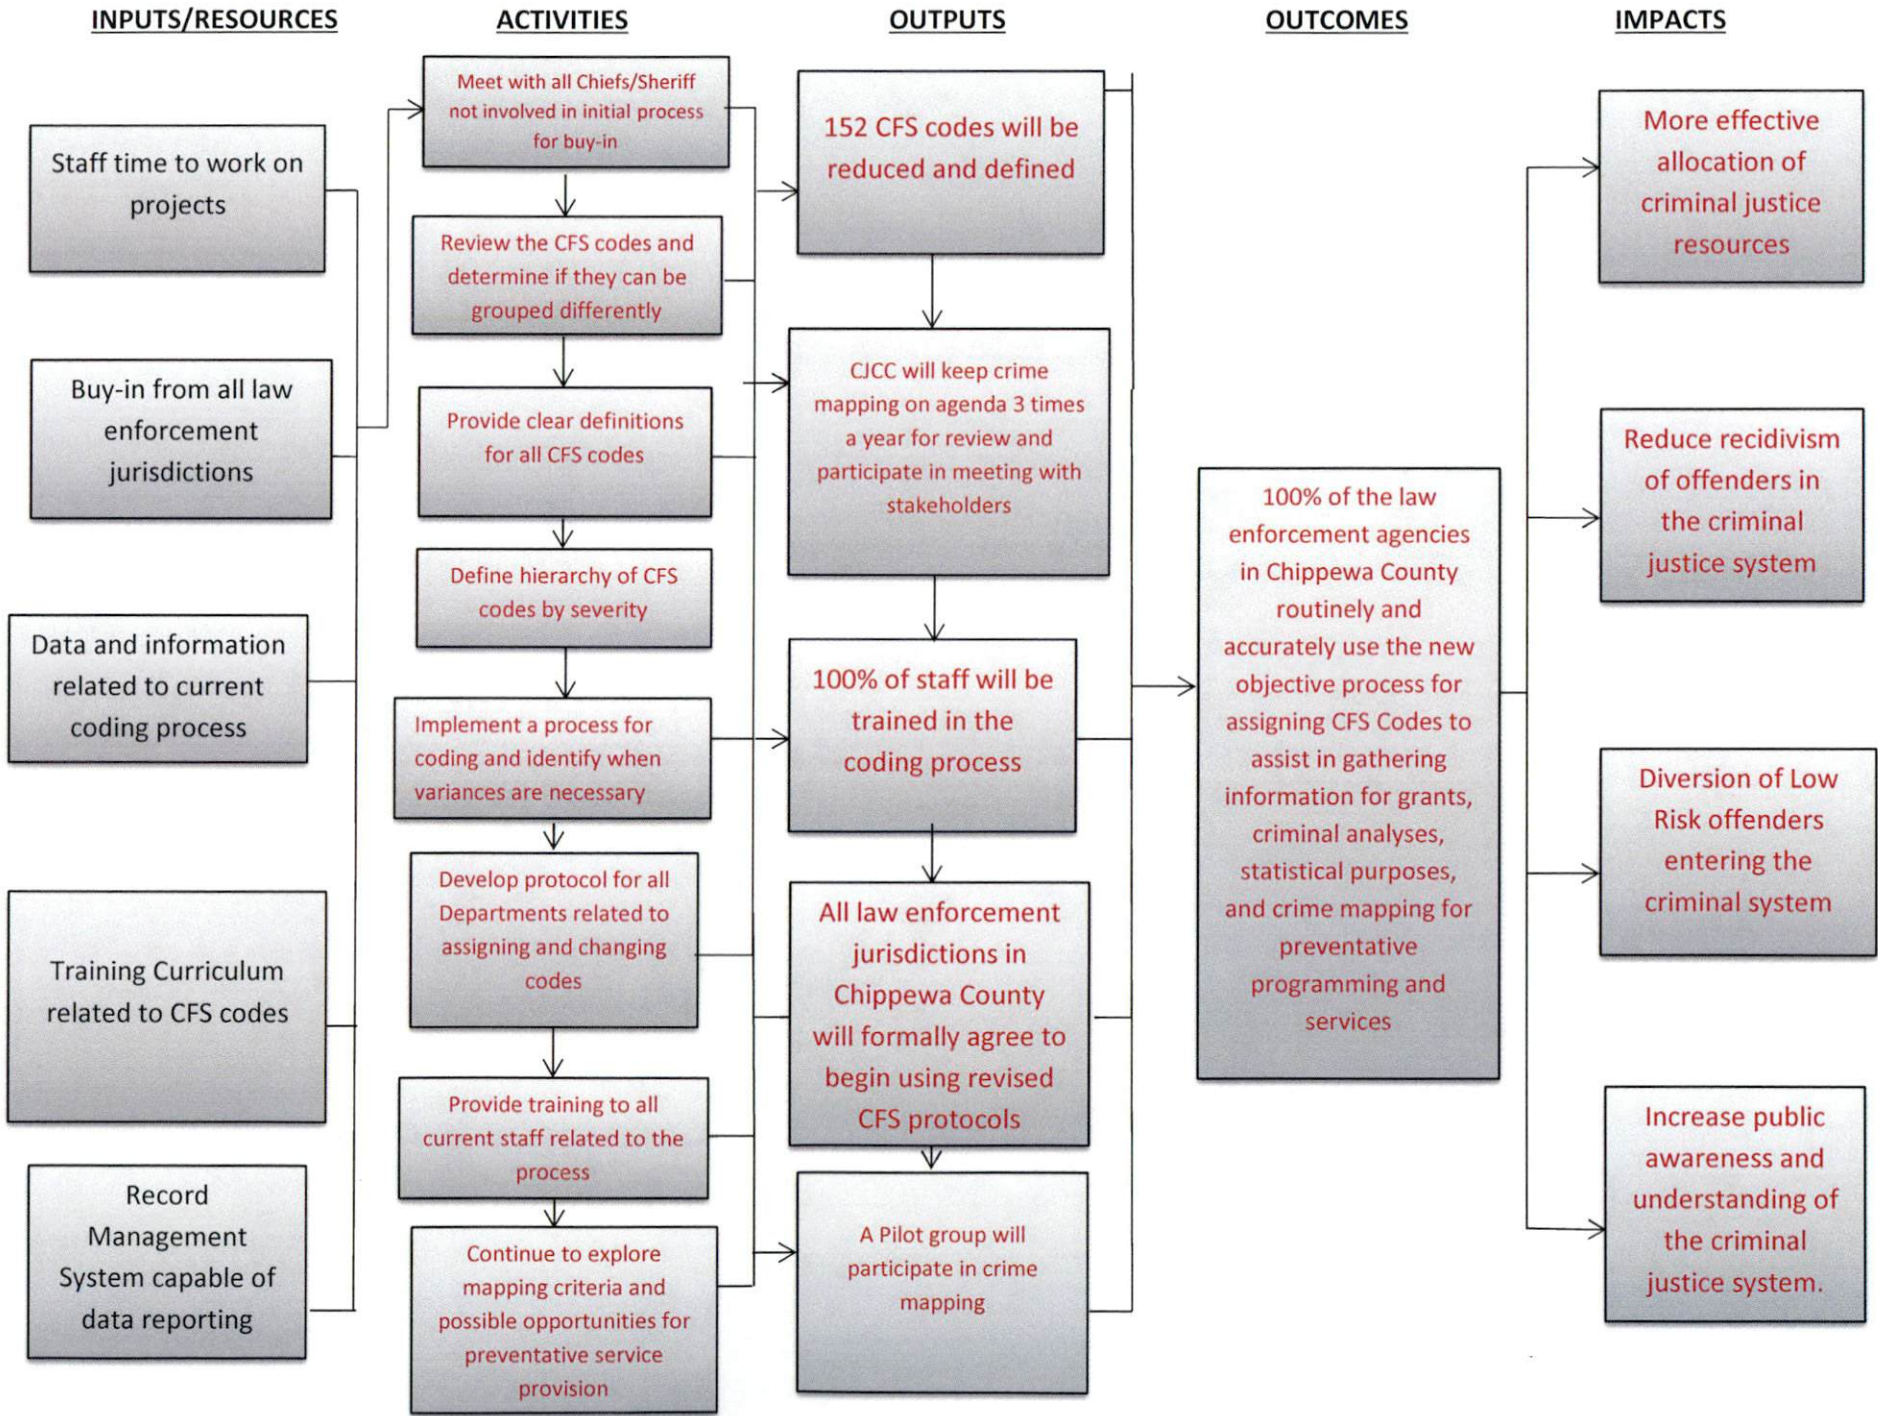 INPUTS/RESOURCES
ACTIVITIES
OUTPUTS
OUTCOMES
IMPACTS
Staff time to work on
projects
Buy-in from all law
enforcement
jurisdictions
Data and information
related to current
coding process
Training Curriculum
related to CFS codes
Record
Management
System capable of
data reporting
Meet with all Chiefs/Sheriff
not involved in initial process
for buy-in
Review the CFS codes and
determine if they can be
grouped differently
Provide clear definitions
for all CFS codes
Define hierarchy of CFS
codes by severity
Implement a process for
coding and identify when
variances are necessary
Develop protocol for all
Departments related to
assigning and changing
codes
Provide training to all
current staff related to the
process
Continue to explore
mapping criteria and
possible opportunities for
preventative service
provision
152 CFS codes will be
reduced and defined
CJCC will keep crime
mapping on agenda 3 times
a year for review and
participate in meeting with
stakeholders
100% of staff will be
trained in the
coding process
All law enforcement
jurisdictions in
Chippewa County
will formally agree to
begin using revised
CFS protocols
A Pilot group will
participate in crime
mapping
100% of the law
enforcement agencies
in Chippewa County
routinely and
accurately use the new
objective process for
assigning CFS Codes to
assist in gathering
information for grants,
criminal analyses,
statistical purposes,
and crime mapping for
preventative
programming and
services
More effective
allocation of
criminal justice
resources
Reduce recidivism
of offenders in
the criminal
justice system
Diversion of Low
Risk offenders
entering the
criminal system
Increase public
awareness and
understanding of
the criminal
justice system.